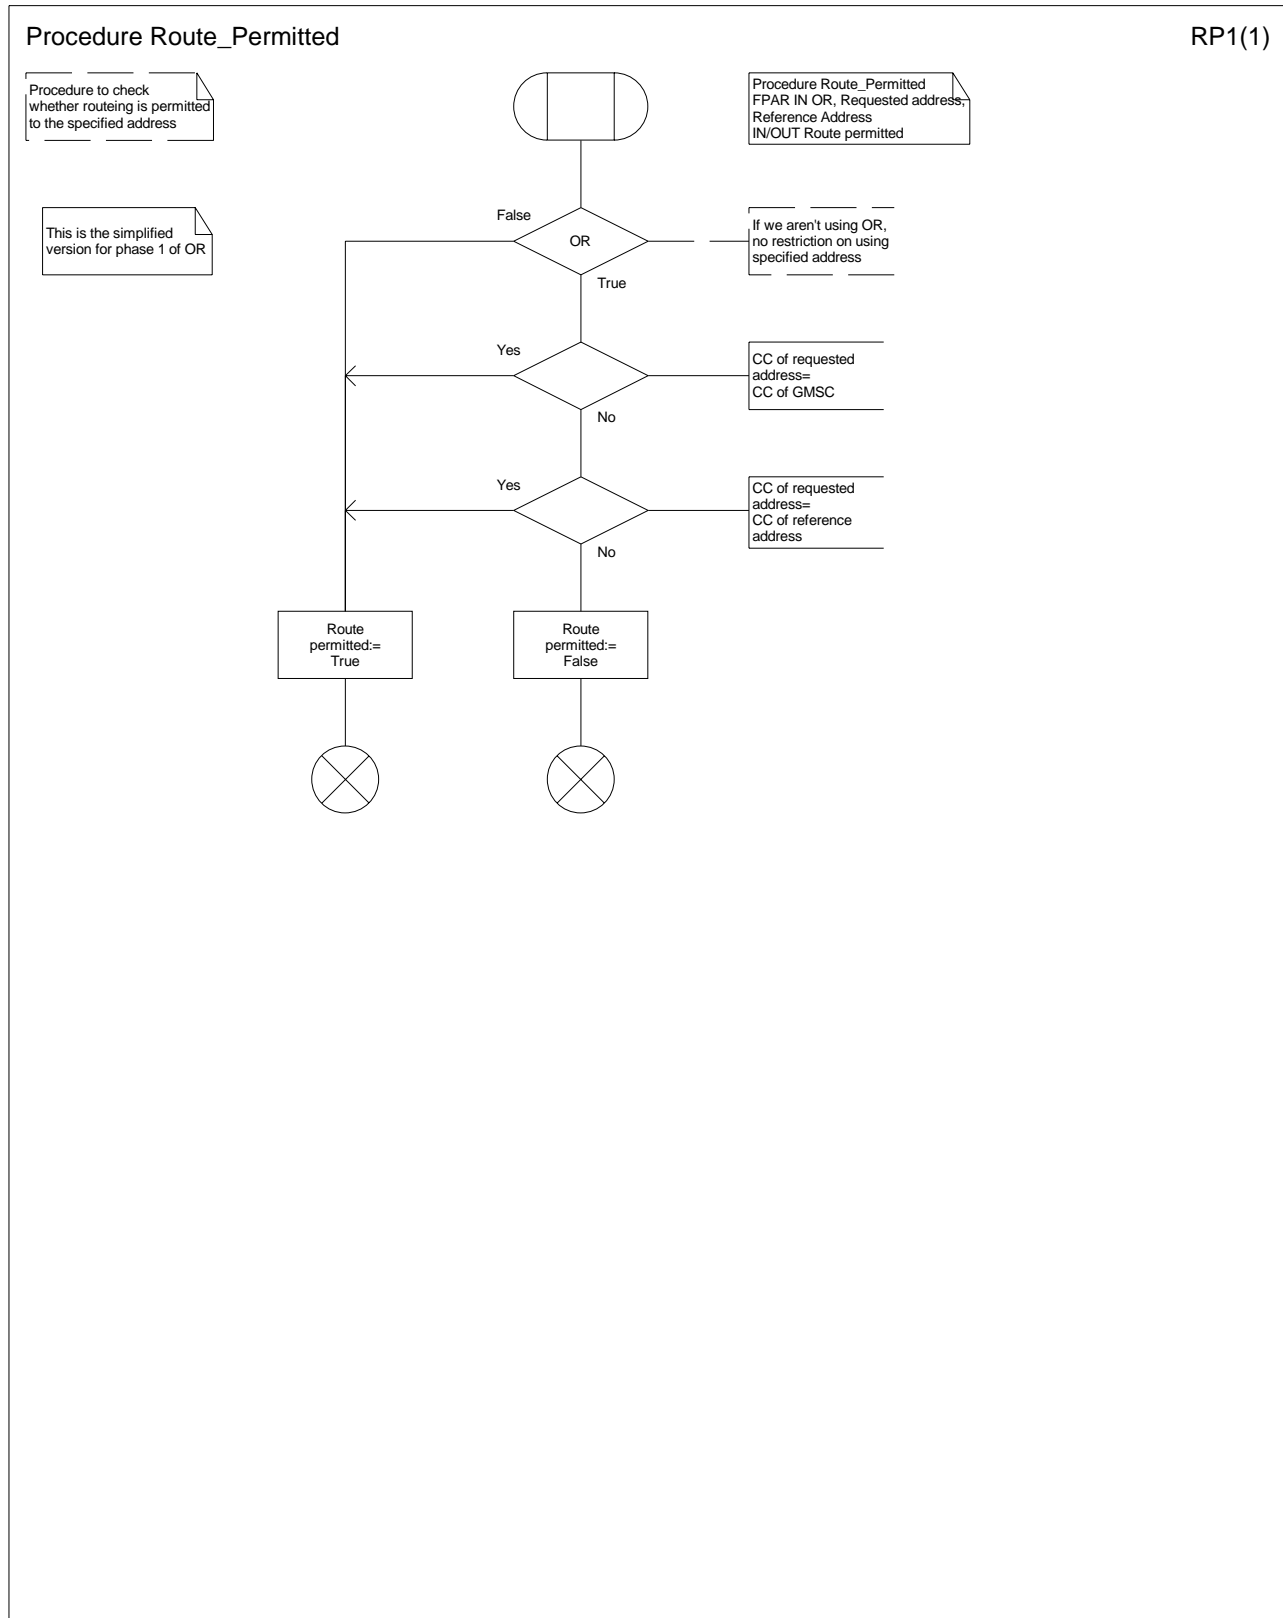 Procedure Route_Permitted
RP1(1)
Procedure to check
whether routeing is permitted
to the specified address
Procedure Route_Permitted
FPAR IN OR, Requested address,
Reference Address
IN/OUT Route permitted
This is the simplified
version for phase 1 of OR
False
OR
True
If we aren't using OR,
no restriction on using
specified address
Yes
No
CC of requested
address=
CC of GMSC
Yes
No
CC of requested
address=
CC of reference
address
Route
permitted:=
True
Route
permitted:=
False